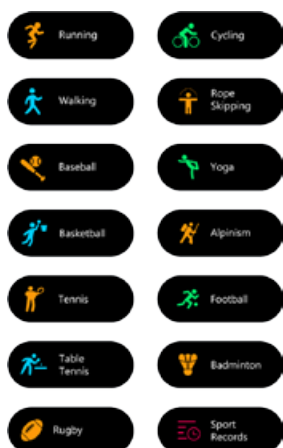 Running
Cycling
Walking
Rope
Skipping
Baseball
Yoga
Basketball
Alpinism
Tennis
Football
Table
Tennis
Badminton
Rugby
Sport
Records